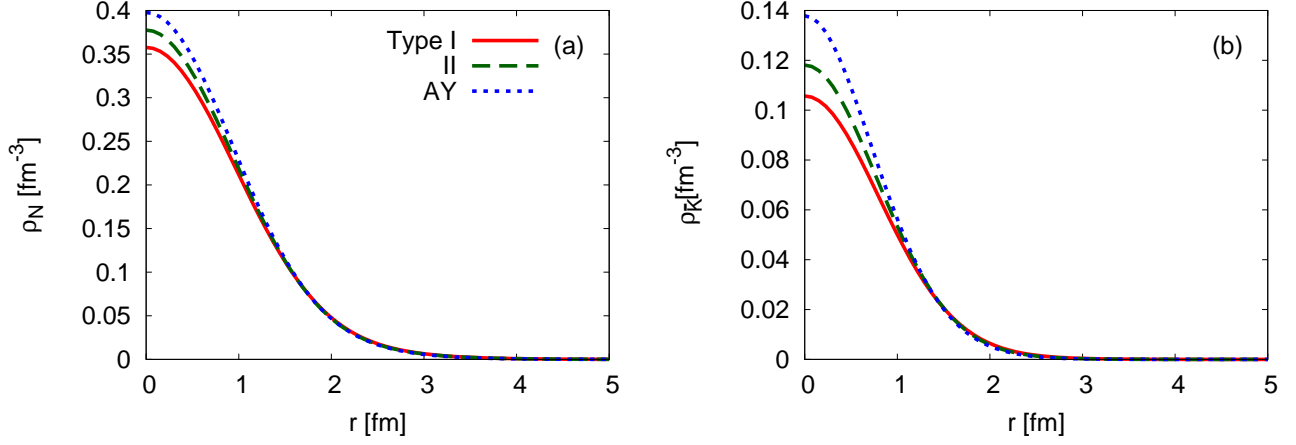 0.4
0.35
0.3
0.25
0.2
0.15
0.1
0.05
0
ρN [fm-3]
0 1 2 3 4 5
r [fm]
Type I
II
AY
(a)
0.14
0.12
0.1
0.08
0.06
0.04
0.02
0
ρK̄[fm-3]
0 1 2 3 4 5
r [fm]
(b)